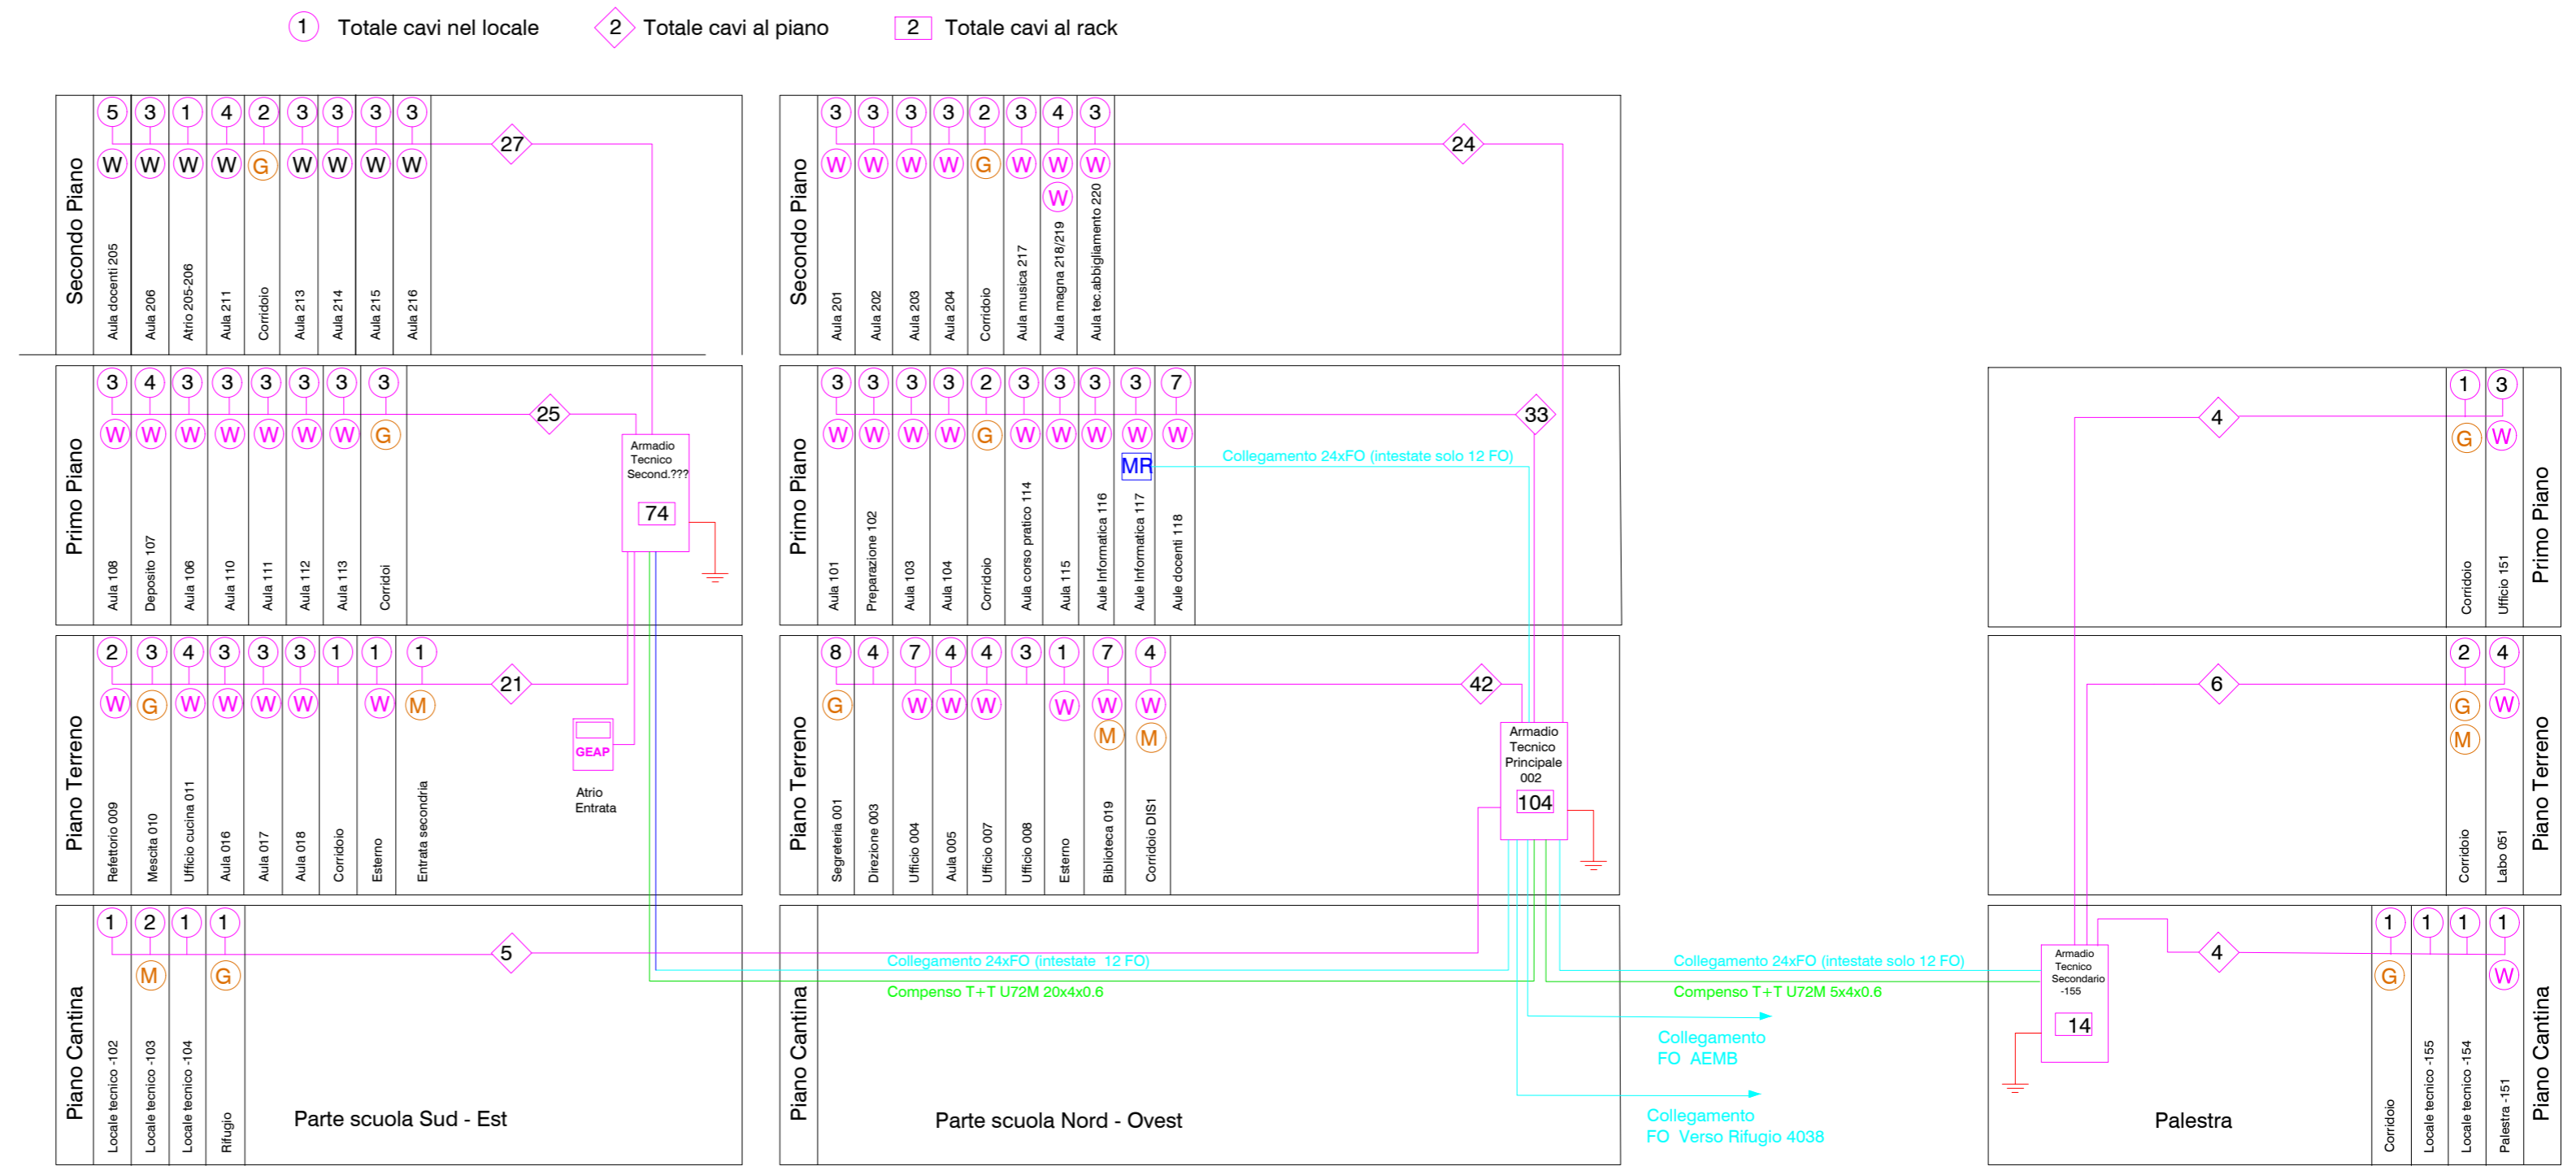 1 Totale cavi nel locale 2 Totale cavi al piano 2 Totale cavi al rack
Secondo Piano
5 3 1 4 2 3 3 3 3
27
W W W W G W W W W
Aula docenti 205
Aula 206
Atrio 205-206
Aula 211
Corridoio
Aula 213
Aula 214
Aula 215
Aula 216
Primo Piano
3 4 3 3 3 3 3 3
25
W W W W W W W G
Aula 108
Deposito 107
Aula 106
Aula 110
Aula 111
Aula 112
Aula 113
Corridoi
Armadio
Tecnico
Second.???
74
Piano Terreno
2 3 4 3 3 3 1 1 1
21
W G W W W W W M
Refettorio 009
Mescita 010
Ufficio cucina 011
Aula 016
Aula 017
Aula 018
Corridoio
Esterno
Entrata secondria
GEAP
Atrio
Entrata
Piano Cantina
1 2 1 1
5
M G
Locale tecnico -102
Locale tecnico -103
Locale tecnico -104
Rifugio
Parte scuola Sud - Est
Secondo Piano
3 3 3 3 2 3 4 3
24
W W W W G W W W
W
Aula 201
Aula 202
Aula 203
Aula 204
Corridoio
Aula musica 217
Aula magna 218/219
Aula tec.abbigliamento 220
Primo Piano
3 3 3 3 2 3 3 3 3 7
33
W W W W G W W W W W
MR
Collegamento 24xFO (intestate solo 12 FO)
Aula 101
Preparazione 102
Aula 103
Aula 104
Corridoio
Aula corso pratico 114
Aula 115
Aule Informatica 116
Aule Informatica 117
Aule docenti 118
Piano Terreno
8 4 7 4 4 3 1 7 4
42
G W W W W W W
M M
Segreteria 001
Direzione 003
Ufficio 004
Aula 005
Ufficio 007
Ufficio 008
Esterno
Biblioteca 019
Corridoio DIS1
Armadio
Tecnico
Principale
002
104
Piano Cantina
Collegamento 24xFO (intestate 12 FO)
Compenso T+T U72M 20x4x0.6
Parte scuola Nord - Ovest
Collegamento 24xFO (intestate solo 12 FO)
Compenso T+T U72M 5x4x0.6
Collegamento
FO AEMB
Collegamento
FO Verso Rifugio 4038
Primo Piano
4
1 3
G W
Corridoio
Ufficio 151
Piano Terreno
6
2 4
G W
M
Corridoio
Labo 051
Piano Cantina
4
1 1 1 1
G W
Corridoio
Locale tecnico -155
Locale tecnico -154
Palestra -151
Armadio
Tecnico
Secondario
-155
14
Palestra